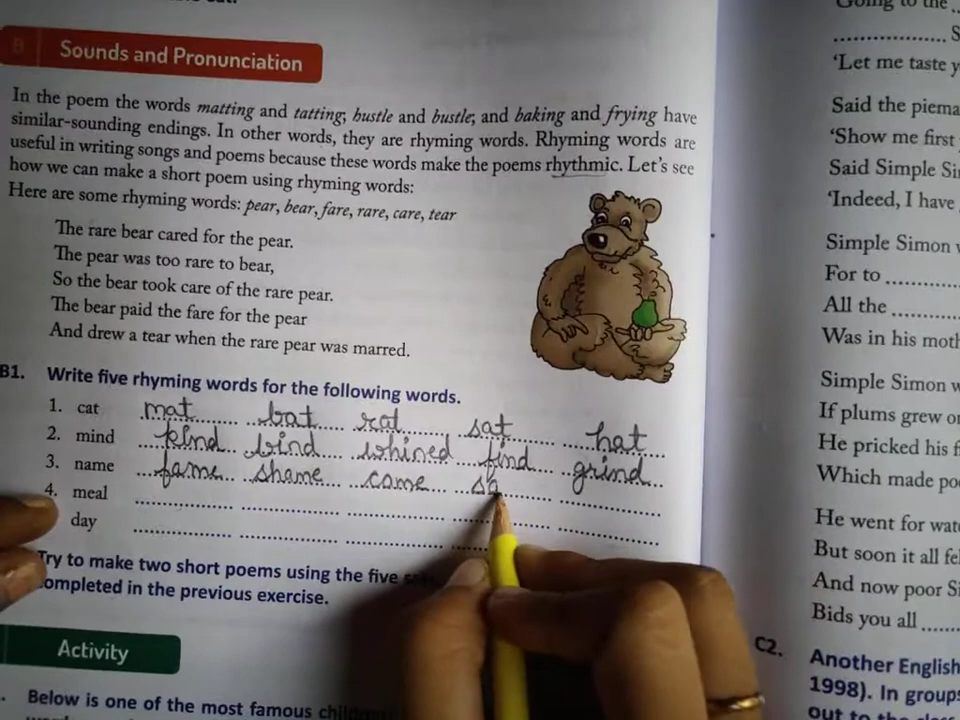 B Sounds and Pronunciation
In the poem the words matting and tatting; bustle and bustle; and baking and frying have
similar-sounding endings. In other words, they are rhyming words. Rhyming words are
useful in writing songs and poems because these words make the poems rhythmic. Let's see
how we can make a short poem using rhyming words:
Here are some rhyming words: pear, bear, fare, rare, care, tear
The rare bear cared for the pear.
The pear was too rare to bear,
So the bear took care of the rare pear.
The bear paid the fare for the pear
And drew a tear when the rare pear was marred.
B1. Write five rhyming words for the following words.
1. cat mat bat rat sat hat
2. mind kind bind whined find grind
3. name fame shame came sa
4. meal
day
Try to make two short poems using the five
completed in the previous exercise.
Activity
Below is one of the most famous
Going to the
S
'Let me taste y
Said the piema
'Show me first
Said Simple Si
'Indeed, I have
Simple Simon
For to
All the
Was in his moth
Simple Simon w
If plums grew o
He pricked his f
Which made po
He went for wat
But soon it all fe
And now poor Si
Bids you all
C2. Another English
1998). In groups
out to the cla